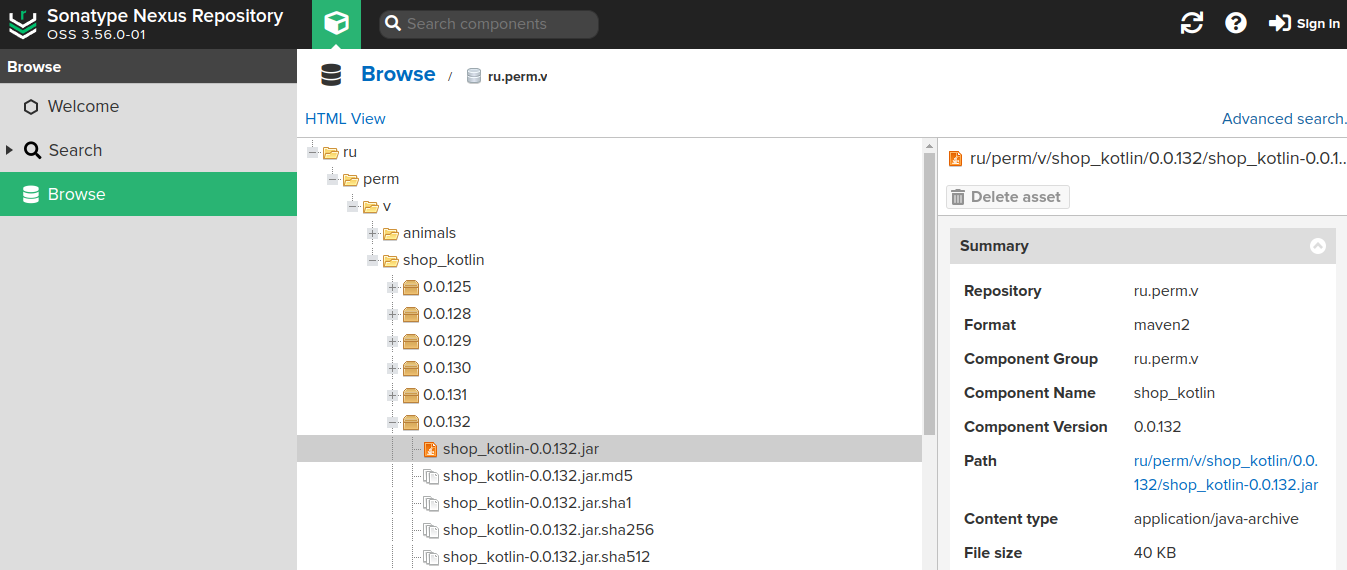 Sonatype Nexus Repository
OSS 3.56.0-01
Search components
Sign in
Browse
Welcome
Search
Browse
Browse / ru.perm.v
HTML View
Advanced search.
ru
perm
v
animals
shop_kotlin
0.0.125
0.0.128
0.0.129
0.0.130
0.0.131
0.0.132
shop_kotlin-0.0.132.jar
shop_kotlin-0.0.132.jar.md5
shop_kotlin-0.0.132.jar.sha1
shop_kotlin-0.0.132.jar.sha256
shop_kotlin-0.0.132.jar.sha512
ru/perm/v/shop_kotlin/0.0.132/shop_kotlin-0.0.1..
Delete asset
Summary
Repository ru.perm.v
Format maven2
Component Group ru.perm.v
Component Name shop_kotlin
Component Version 0.0.132
Path ru/perm/v/shop_kotlin/0.0.
132/shop_kotlin-0.0.132.jar
Content type application/java-archive
File size 40 KB